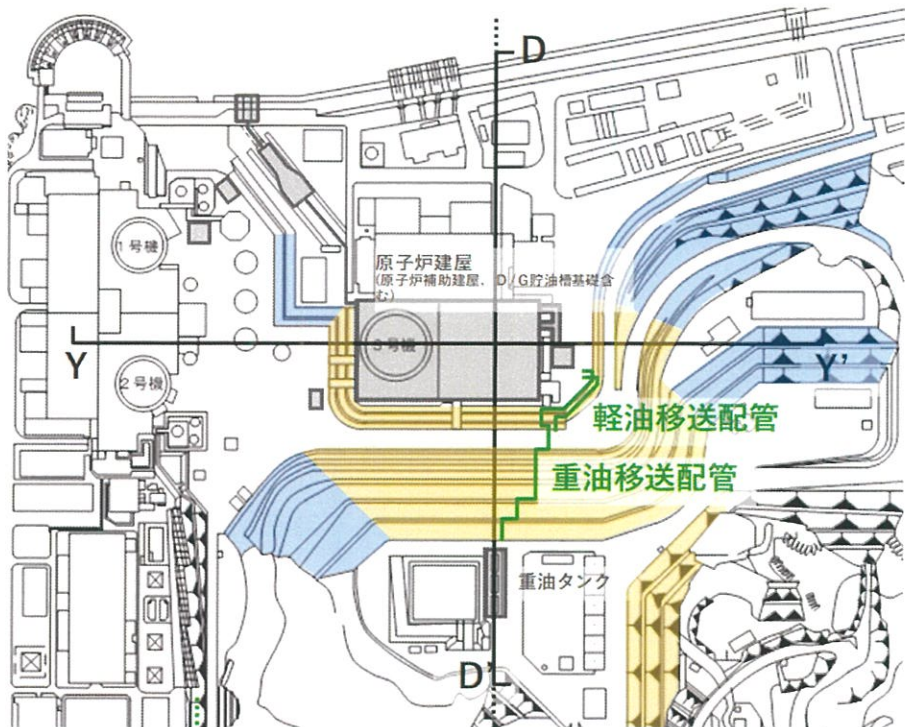 D
1号機
原子炉建屋
(原子炉補助建屋、D/G貯油槽基礎含
む)
3号機
Y
Y'
2号機
軽油移送配管
重油移送配管
重油タンク
D'